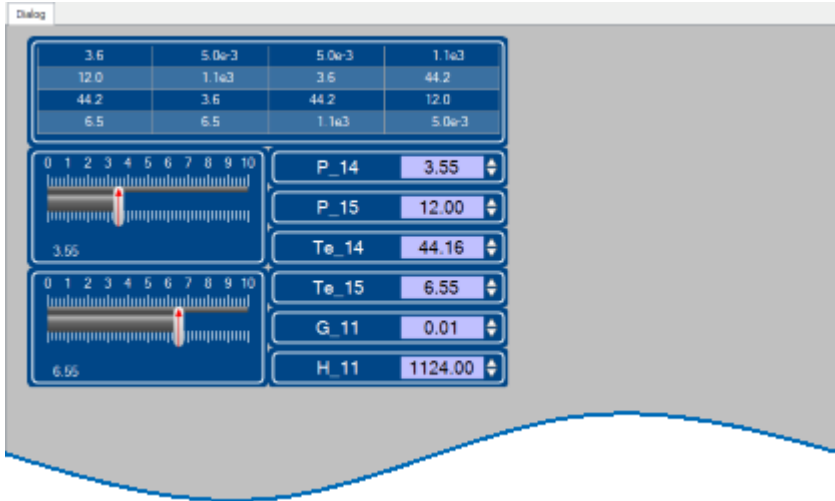 Dialog
3.6 5.0e-3 5.0e-3 1.1e3
12.0 1.1e3 3.6 44.2
44.2 3.6 44.2 12.0
6.5 6.5 1.1e3 5.0e-3
0 1 2 3 4 5 6 7 8 9 10
3.55
0 1 2 3 4 5 6 7 8 9 10
6.55
P_14 3.55
P_15 12.00
Te_14 44.16
Te_15 6.55
G_11 0.01
H_11 1124.00